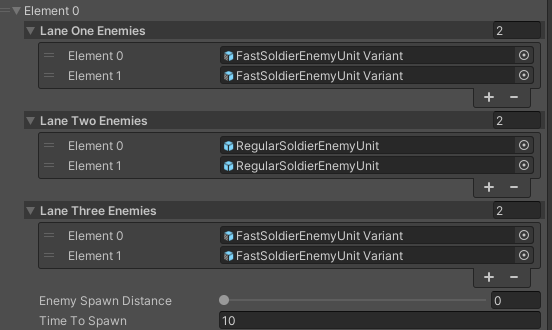 Element 0
Lane One Enemies 2
Element 0 FastSoldierEnemyUnit Variant
Element 1 FastSoldierEnemyUnit Variant
+ −
Lane Two Enemies 2
Element 0 RegularSoldierEnemyUnit
Element 1 RegularSoldierEnemyUnit
+ −
Lane Three Enemies 2
Element 0 FastSoldierEnemyUnit Variant
Element 1 FastSoldierEnemyUnit Variant
+ −
Enemy Spawn Distance 0
Time To Spawn 10